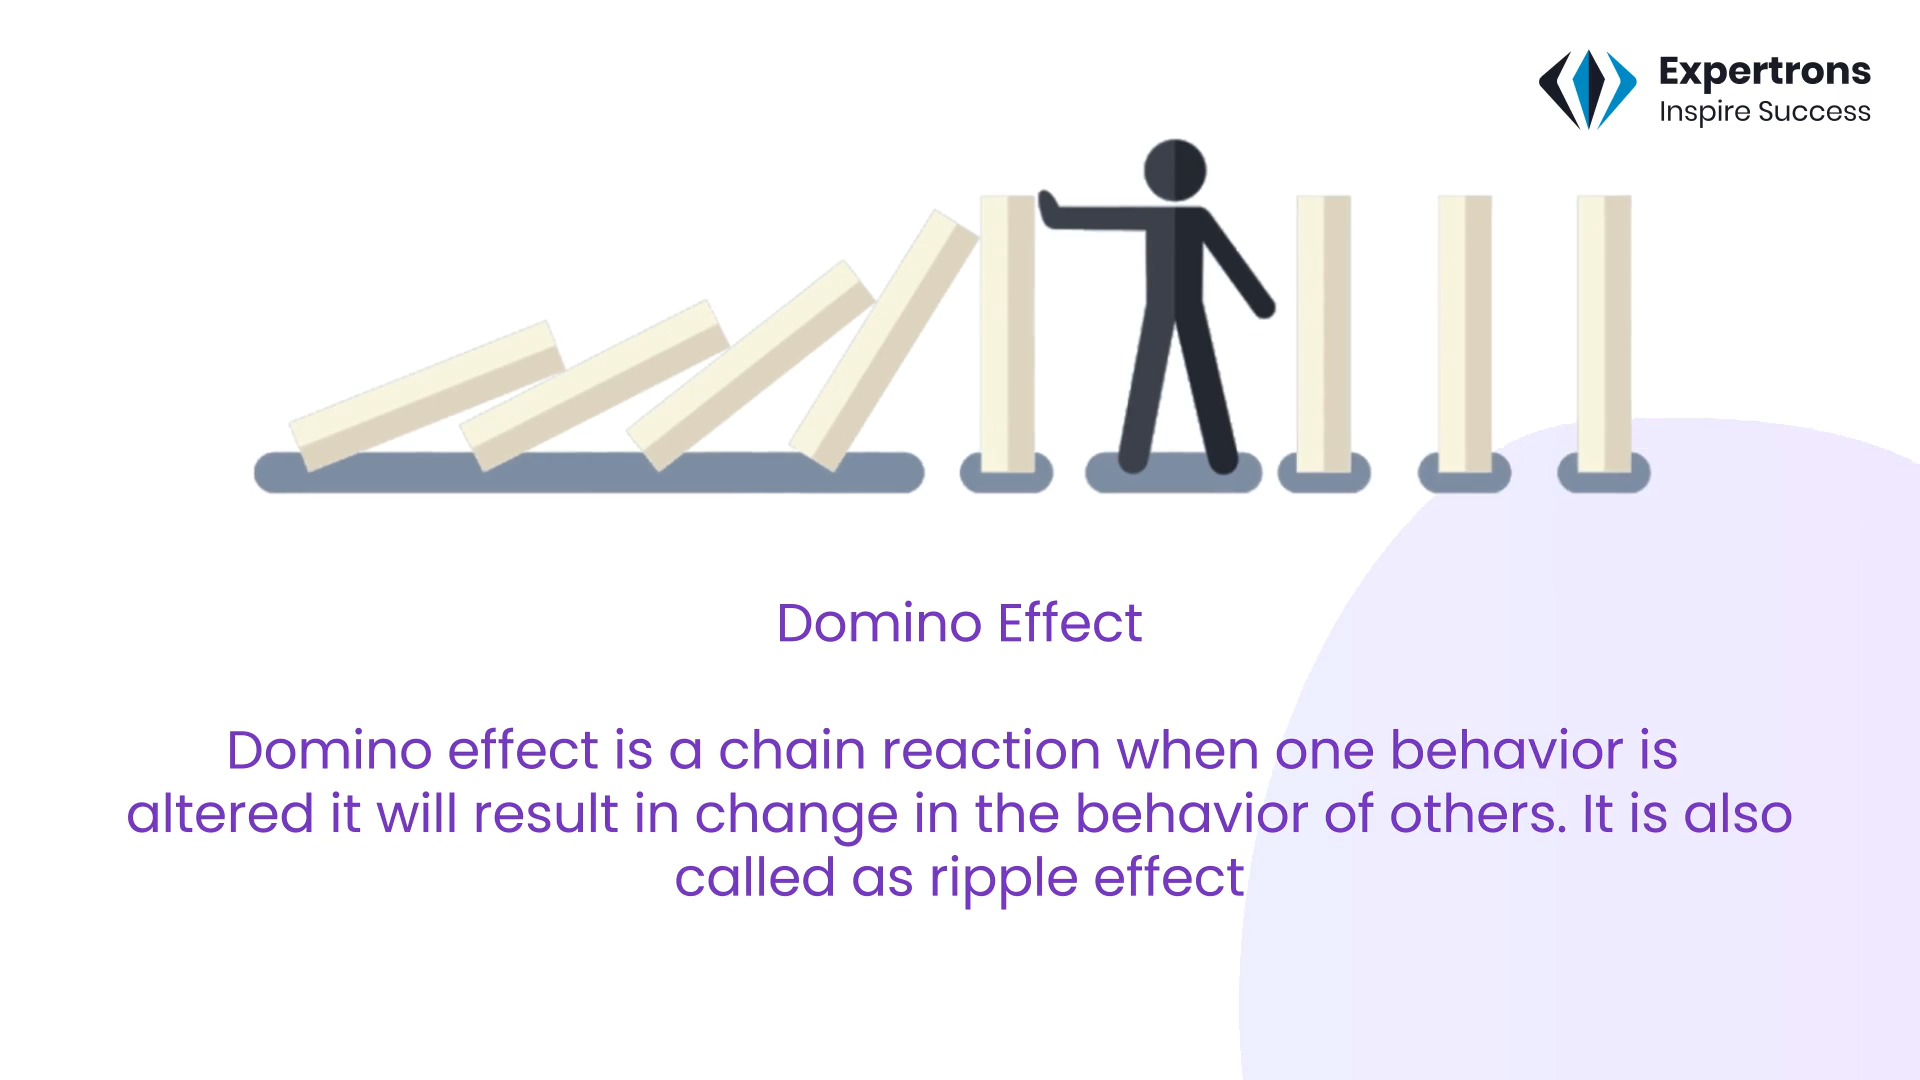 Expertrons
Inspire Success
Domino Effect
Domino effect is a chain reaction when one behavior is
altered it will result in change in the behavior of others. It is also
called as ripple effect